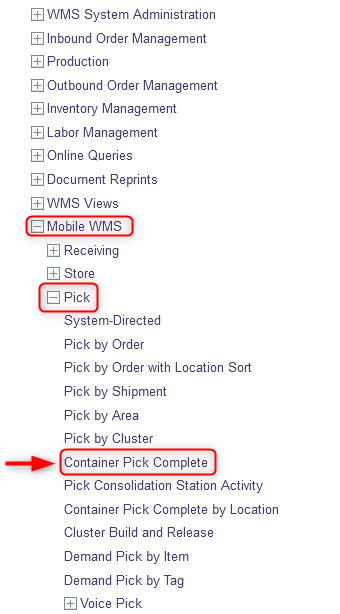 WMS System Administration
Inbound Order Management
Production
Outbound Order Management
Inventory Management
Labor Management
Online Queries
Document Reprints
WMS Views
Mobile WMS
Receiving
Store
Pick
System-Directed
Pick by Order
Pick by Order with Location Sort
Pick by Shipment
Pick by Area
Pick by Cluster
Container Pick Complete
Pick Consolidation Station Activity
Container Pick Complete by Location
Cluster Build and Release
Demand Pick by Item
Demand Pick by Tag
Voice Pick